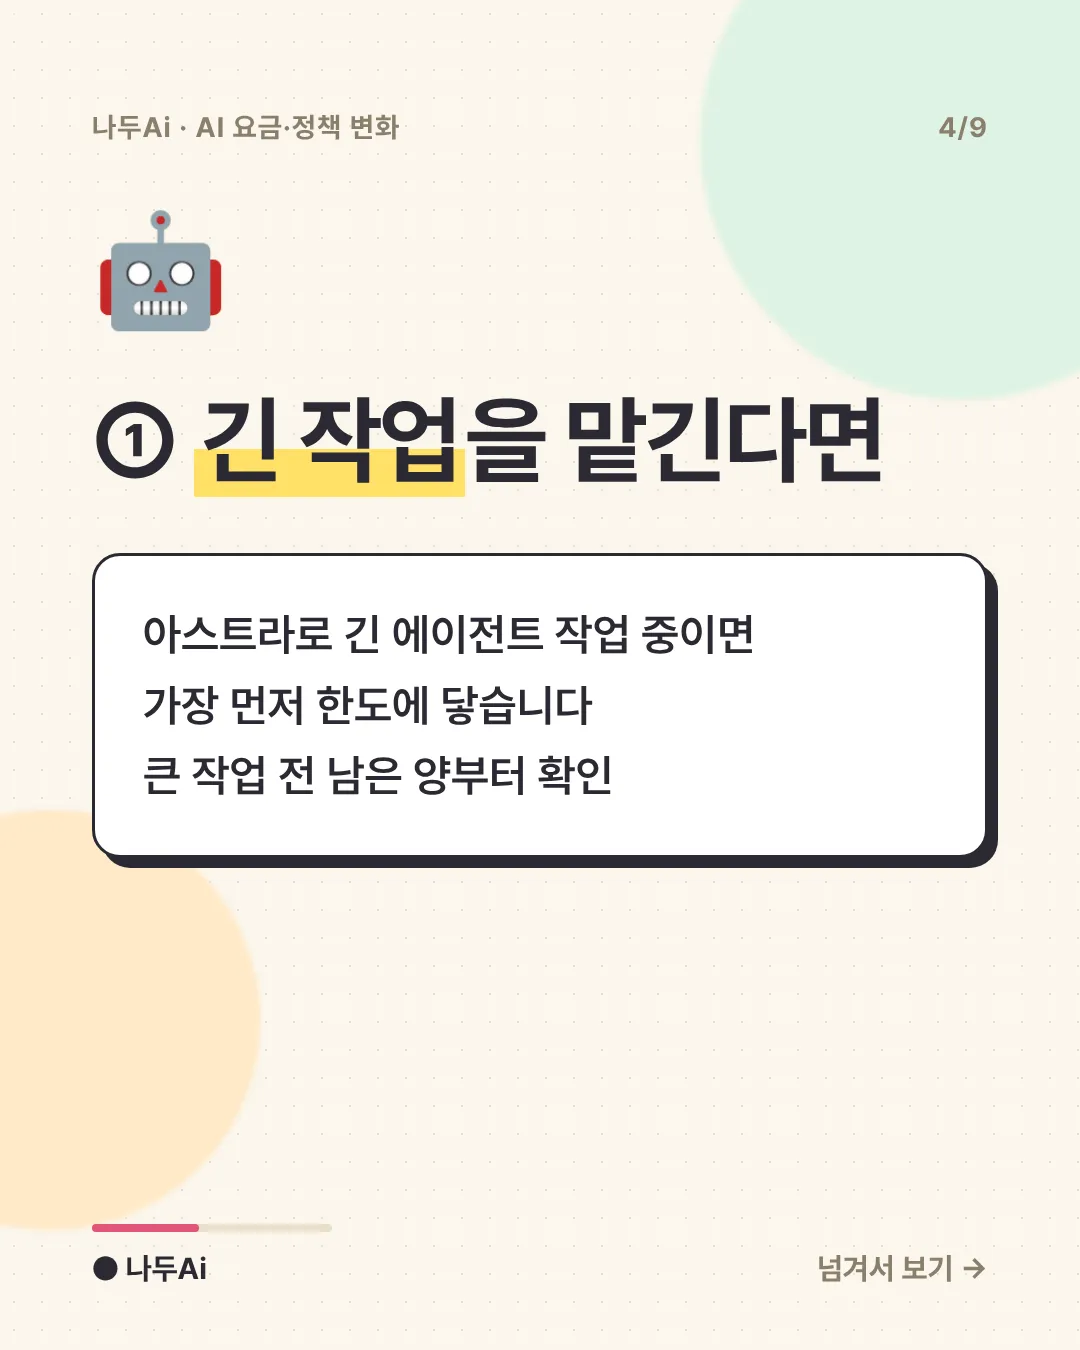 나두Ai · AI 요금·정책 변화
4/9
① 긴 작업을 맡긴다면
아스트라로 긴 에이전트 작업 중이면
가장 먼저 한도에 닿습니다
큰 작업 전 남은 양부터 확인
● 나두Ai
넘겨서 보기 →